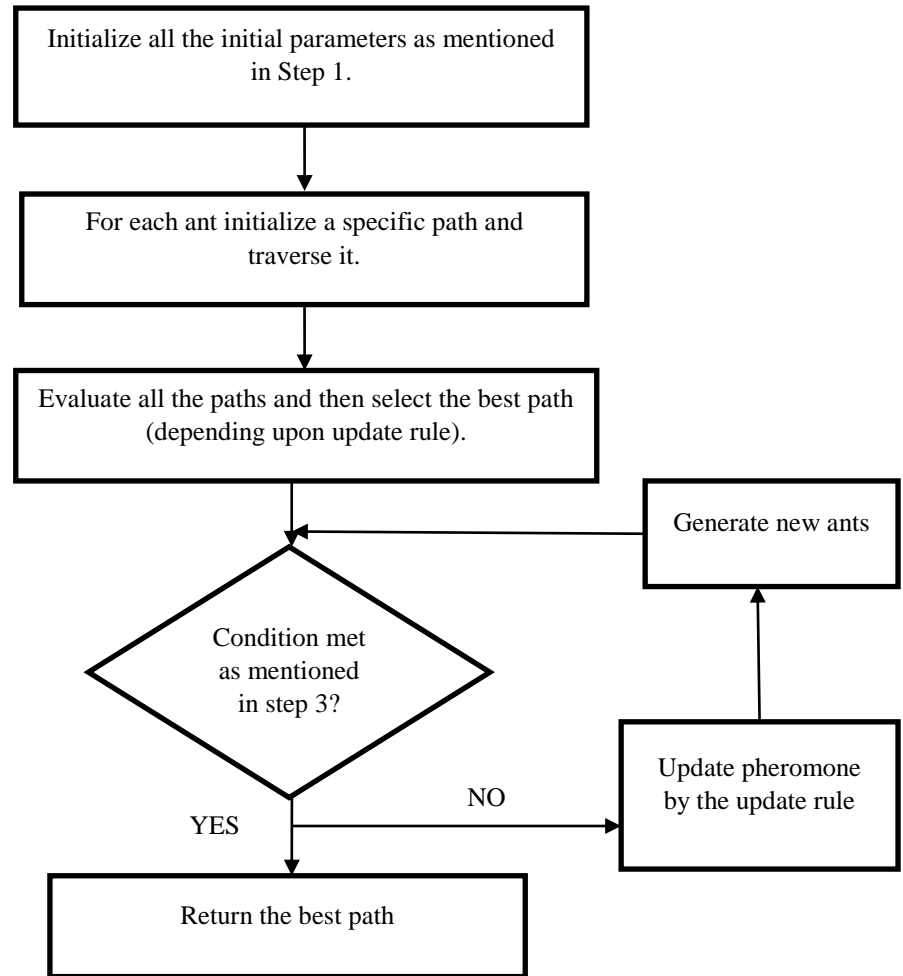 Initialize all the initial parameters as mentioned
in Step 1.
For each ant initialize a specific path and
traverse it.
Evaluate all the paths and then select the best path
(depending upon update rule).
Generate new ants
Condition met
as mentioned
in step 3?
Update pheromone
by the update rule
NO
YES
Return the best path